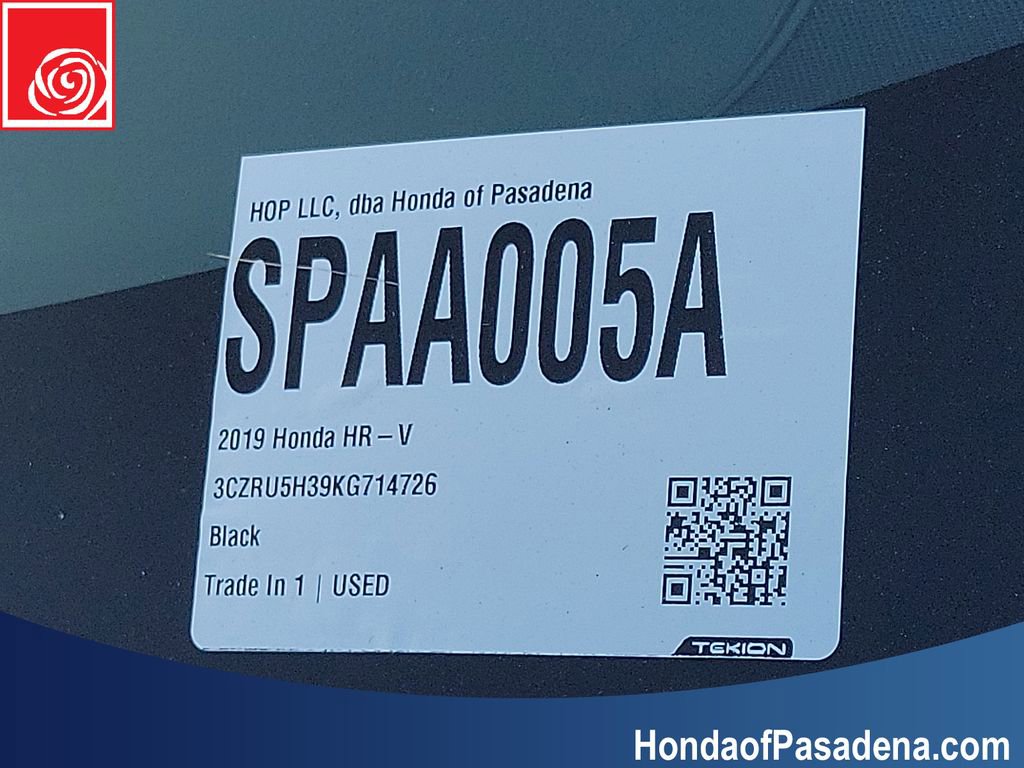 HOP LLC, dba Honda of Pasadena
SPAA005A
2019 Honda HR – V
3CZRU5H39KG714726
Black
Trade In 1 | USED
TEKION
HondaofPasadena.com